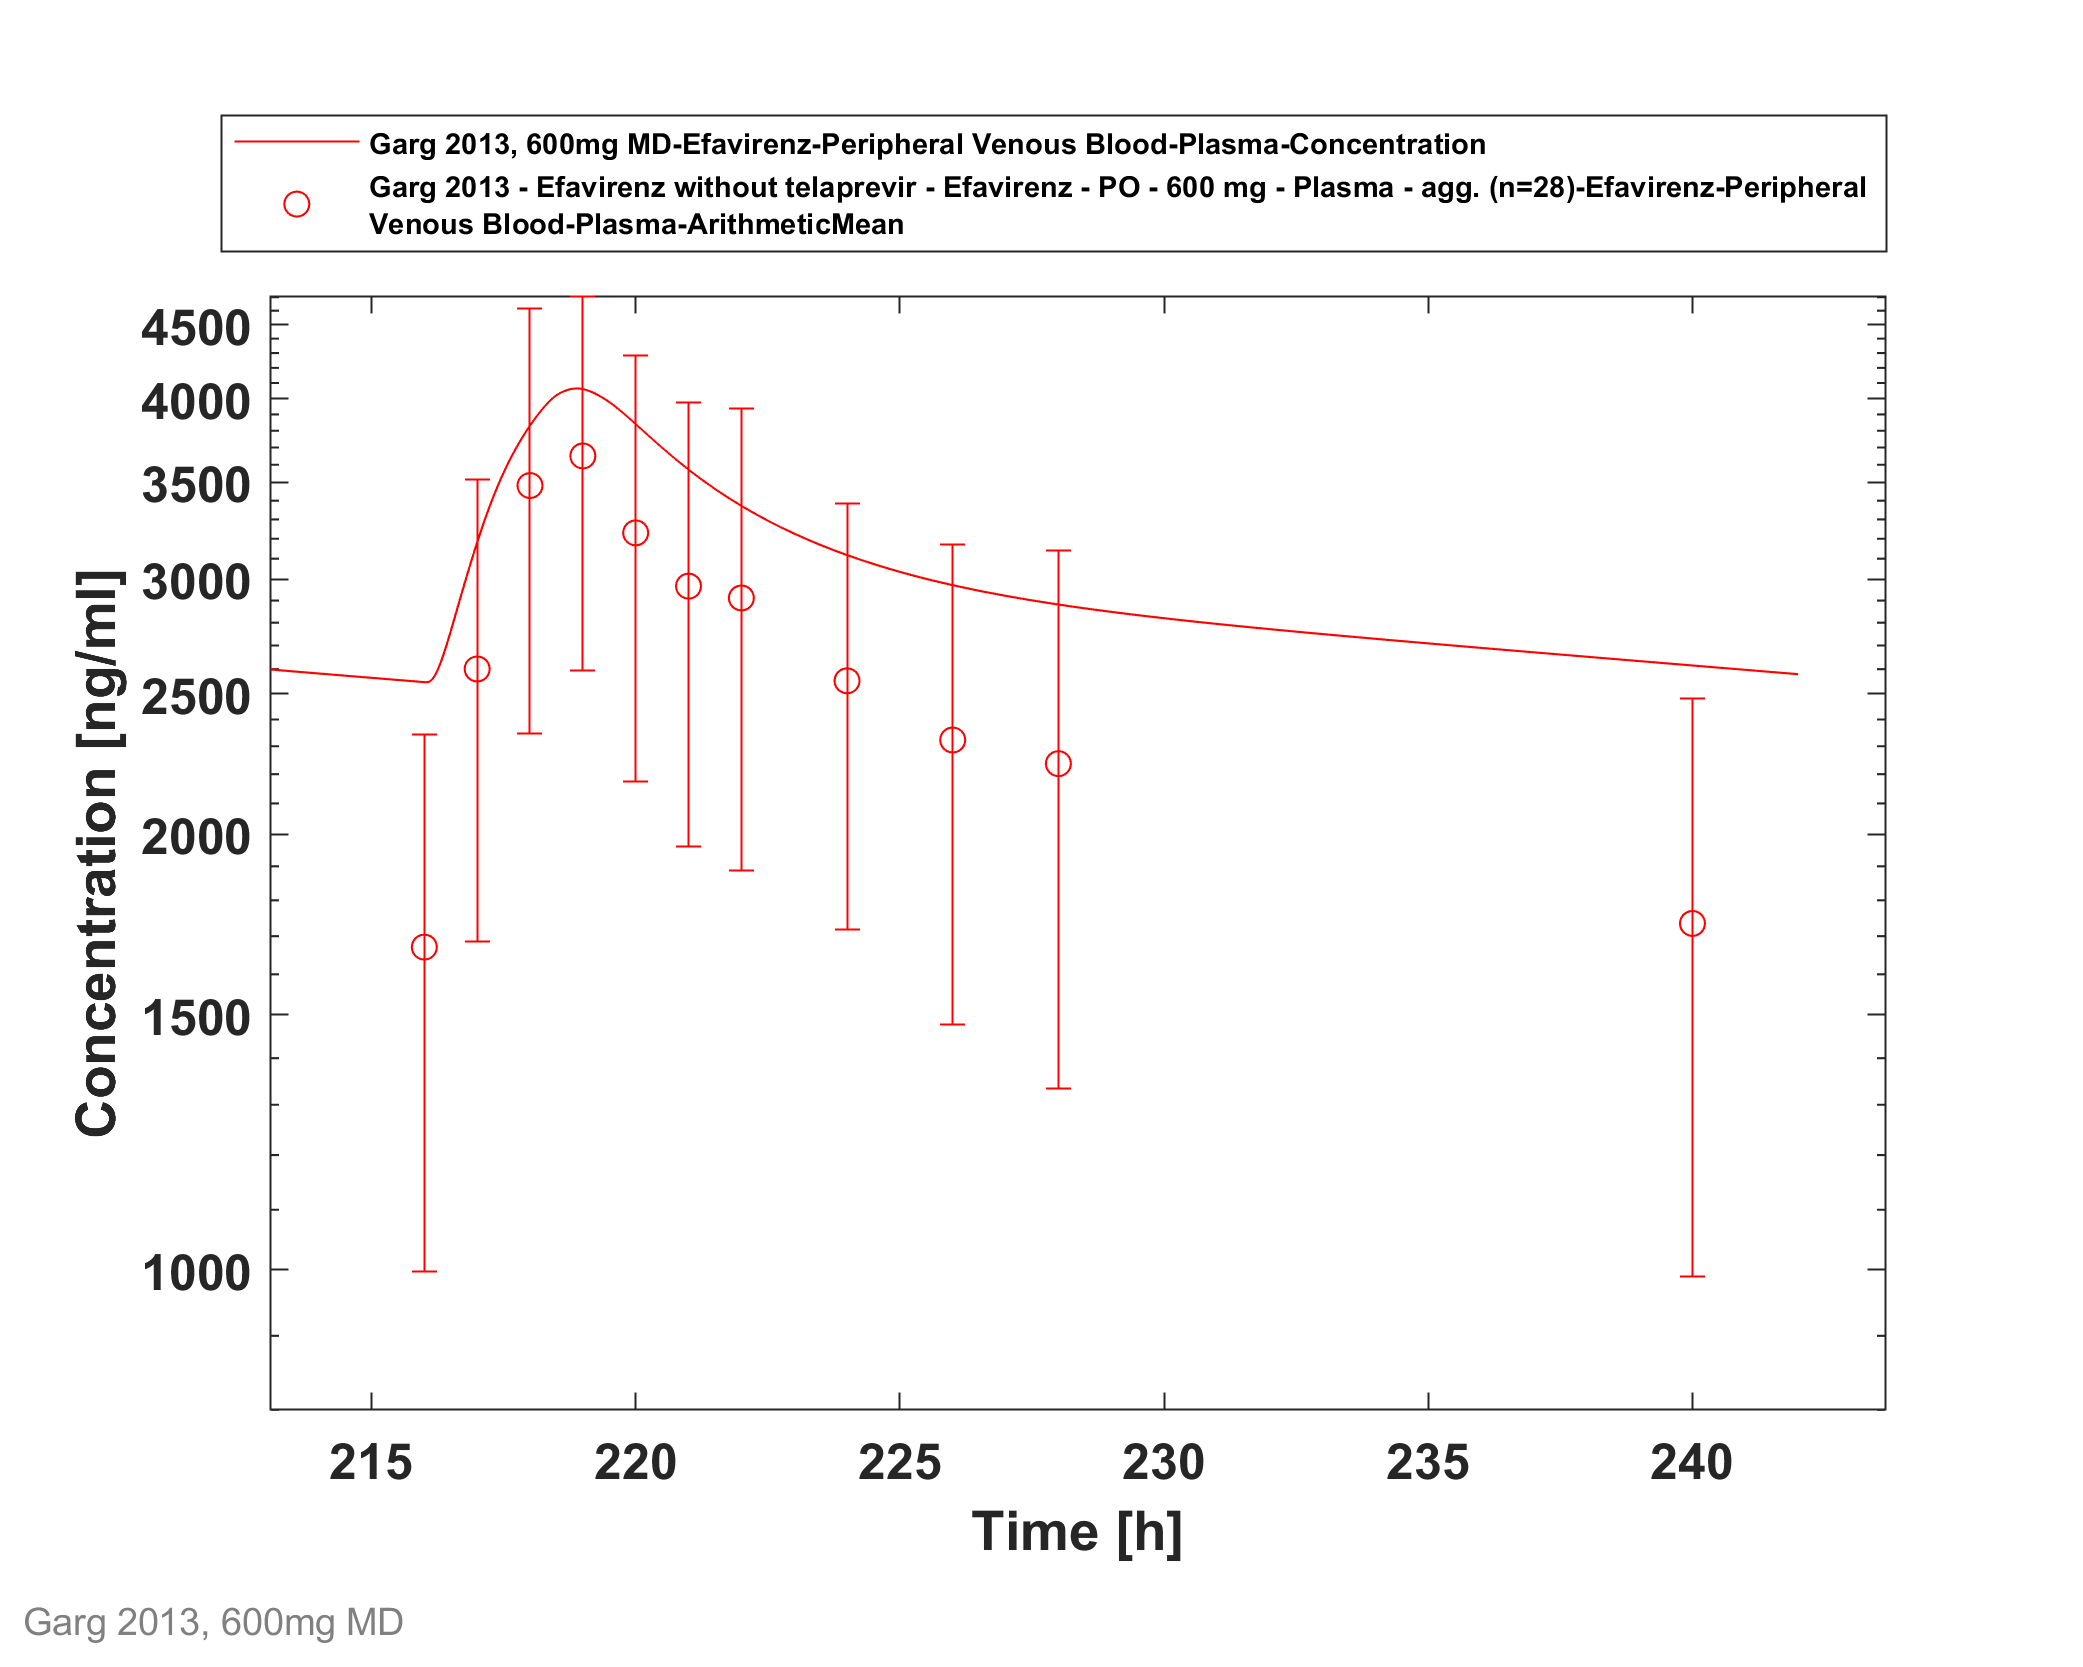 Garg 2013, 600mg MD-Efavirenz-Peripheral Venous Blood-Plasma-Concentration
Garg 2013 - Efavirenz without telaprevir - Efavirenz - PO - 600 mg - Plasma - agg. (n=28)-Efavirenz-Peripheral
Venous Blood-Plasma-ArithmeticMean
4500
4000
3500
3000
2500
2000
1500
1000
Concentration [ng/ml]
215 220 225 230 235 240
Time [h]
Garg 2013, 600mg MD